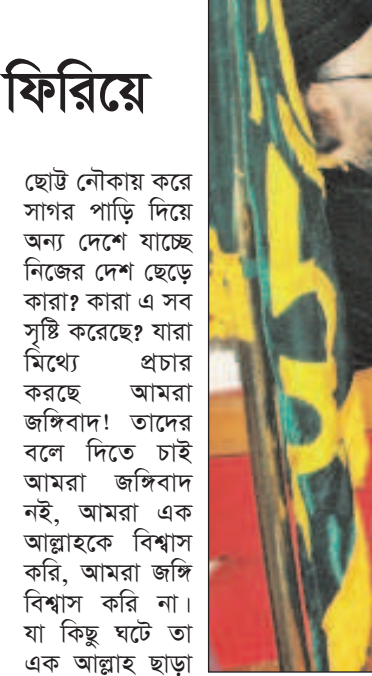 ফিরিয়ে
ছোট্ট নৌকায় করে
সাগর পাড়ি দিয়ে
অন্য দেশে যাচ্ছে
নিজের দেশ ছেড়ে
কারা? কারা এ সব
সৃষ্টি করেছে? যারা
মিথ্যে প্রচার
করছে আমরা
জঙ্গিবাদ! তাদের
বলে দিতে চাই
আমরা জঙ্গিবাদ
নই, আমরা এক
আল্লাহকে বিশ্বাস
করি, আমরা জঙ্গি
বিশ্বাস করি না।
যা কিছু ঘটে তা
এক আল্লাহ ছাড়া